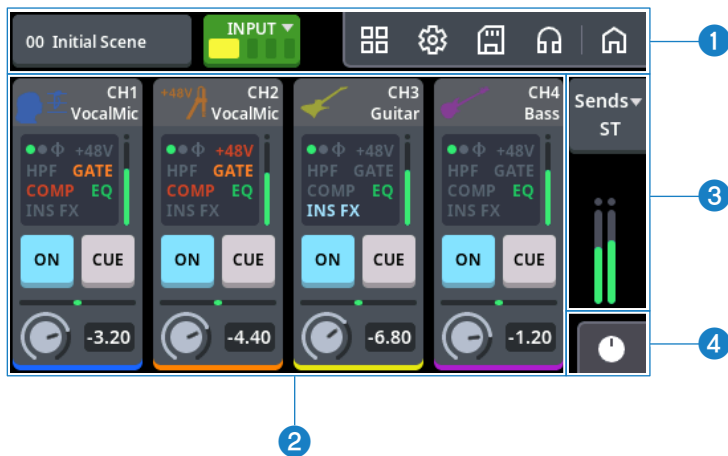 00 Initial Scene
INPUT
1
CH1
VocalMic
+48V
HPF GATE
COMP EQ
INS FX
ON CUE
-3.20
+48V
CH2
VocalMic
Φ +48V
HPF GATE
COMP EQ
INS FX
ON CUE
-4.40
CH3
Guitar
Φ +48V
HPF GATE
COMP EQ
INS FX
ON CUE
-6.80
CH4
Bass
Φ +48V
HPF GATE
COMP EQ
INS FX
ON CUE
-1.20
Sends
ST
3
4
2